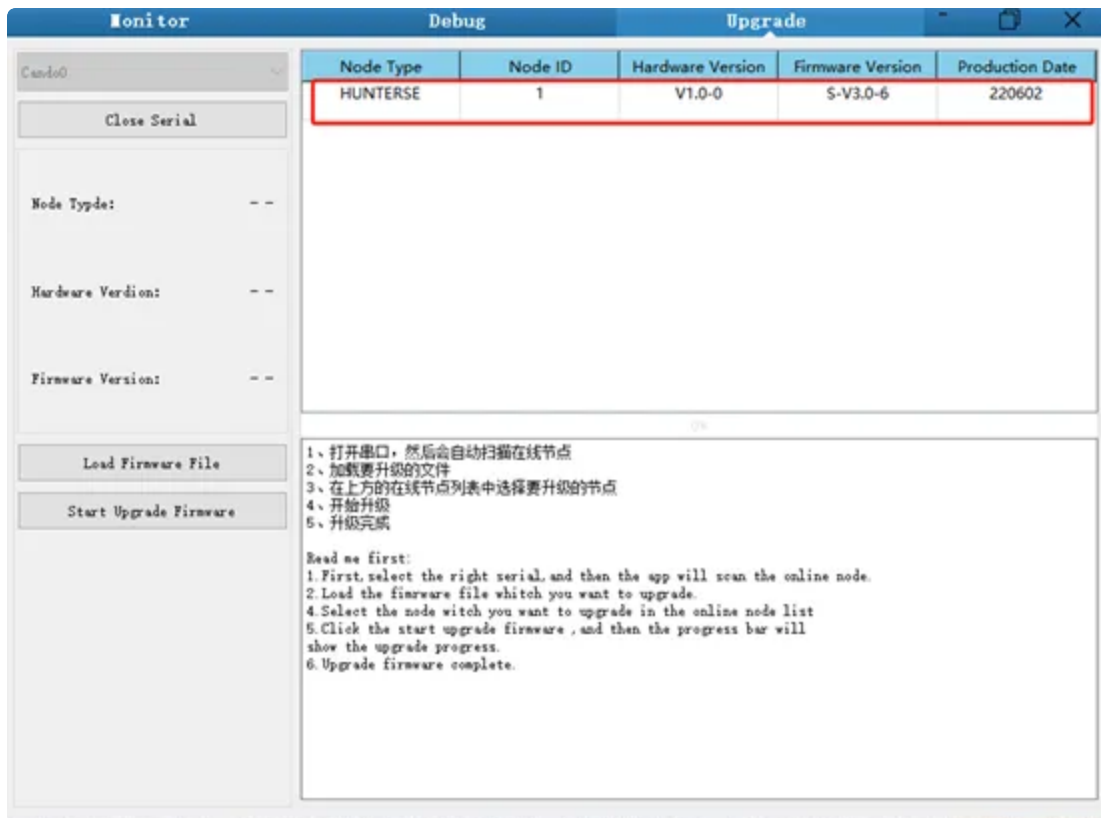 Monitor Debug Upgrade
Cando0
Close Serial
Node Typde: --
Hardware Verdion: --
Firmware Version: --
Load Firmware File
Start Upgrade Firmware
Node Type Node ID Hardware Version Firmware Version Production Date
HUNTERSE 1 V1.0-0 S-V3.0-6 220602
0%
1、打开串口，然后会自动扫描在线节点
2、加载要升级的文件
3、在上方的在线节点列表中选择要升级的节点
4、开始升级
5、升级完成
Read me first:
1.First,select the right serial,and then the app will scan the online node.
2.Load the fimrware file whitch you want to upgrade.
4.Select the node witch you want to upgrade in the online node list
5.Click the start upgrade firmware ,and then the progress bar will
show the upgrade progress.
6.Upgrade firmware complete.